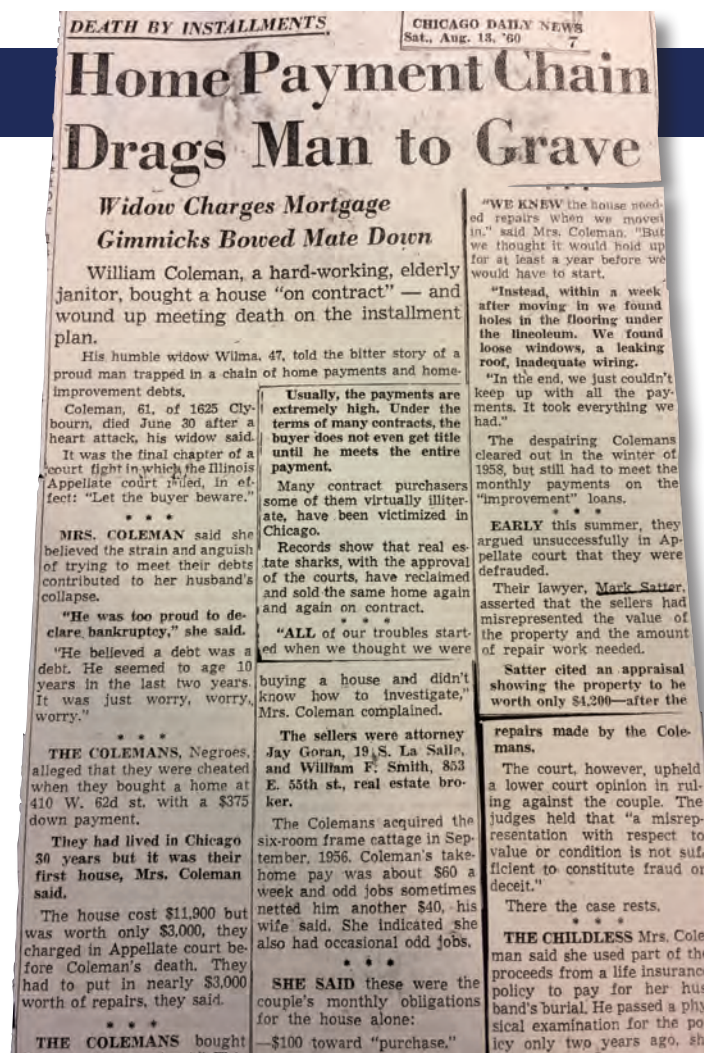 DEATH BY INSTALLMENTS
CHICAGO DAILY NEWS
Sat., Aug. 13, '60 7
Home Payment Chain
Drags Man to Grave
Widow Charges Mortgage
Gimmicks Bowed Mate Down
William Coleman, a hard-working, elderly
janitor, bought a house "on contract" — and
wound up meeting death on the installment
plan.
His humble widow Wilma, 47, told the bitter story of a
proud man trapped in a chain of home payments and home-
improvement debts.
Coleman, 61, of 1625 Cly-
bourn, died June 30 after a
heart attack, his widow said.
It was the final chapter of a
court fight in which the Illinois
Appellate court ruled, in ef-
fect: "Let the buyer beware."
* * *
MRS. COLEMAN said she
believed the strain and anguish
of trying to meet their debts
contributed to her husband's
collapse.
"He was too proud to de-
clare bankruptcy," she said.
"He believed a debt was a
debt. He seemed to age 10
years in the last two years.
It was just worry, worry,
worry."
* * *
THE COLEMANS, Negroes,
alleged that they were cheated
when they bought a home at
410 W. 62d st. with a $375
down payment.
They had lived in Chicago
30 years but it was their
first house, Mrs. Coleman
said.
The house cost $11,900 but
was worth only $3,000, they
charged in Appellate court be-
fore Coleman's death. They
had to put in nearly $3,000
worth of repairs, they said.
* * *
THE COLEMANS bought
Usually, the payments are
extremely high. Under the
terms of many contracts, the
buyer does not even get title
until he meets the entire
payment.
Many contract purchasers
some of them virtually illiter-
ate, have been victimized in
Chicago.
Records show that real es-
tate sharks, with the approval
of the courts, have reclaimed
and sold the same home again
and again on contract.
* * *
"ALL of our troubles start-
ed when we thought we were
buying a house and didn't
know how to investigate,"
Mrs. Coleman complained.
The sellers were attorney
Jay Goran, 19 S. La Salle,
and William F. Smith, 853
E. 55th st., real estate bro-
ker.
The Colemans acquired the
six-room frame cattage in Sep-
tember, 1956. Coleman's take-
home pay was about $60 a
week and odd jobs sometimes
netted him another $40, his
wife said. She indicated she
also had occasional odd jobs.
* * *
SHE SAID these were the
couple's monthly obligations
for the house alone:
—$100 toward "purchase."
* * *
"WE KNEW the house need-
ed repairs when we moved
in," said Mrs. Coleman. "But
we thought it would hold up
for at least a year before we
would have to start.
"Instead, within a week
after moving in we found
holes in the flooring under
the lineoleum. We found
loose windows, a leaking
roof, inadequate wiring.
"In the end, we just couldn't
keep up with all the pay-
ments. It took everything we
had."
The despairing Colemans
cleared out in the winter of
1958, but still had to meet the
monthly payments on the
"improvement" loans.
* * *
EARLY this summer, they
argued unsuccessfully in Ap-
pellate court that they were
defrauded.
Their lawyer, Mark Satter,
asserted that the sellers had
misrepresented the value of
the property and the amount
of repair work needed.
Satter cited an appraisal
showing the property to be
worth only $4,200—after the
repairs made by the Cole-
mans.
The court, however, upheld
a lower court opinion in rul-
ing against the couple. The
judges held that "a misrep-
resentation with respect to
value or condition is not suf-
ficient to constitute fraud or
deceit."
There the case rests.
* * *
THE CHILDLESS Mrs. Cole
man said she used part of the
proceeds from a life insurance
policy to pay for her hus
band's burial. He passed a phy
sical examination for the po
icy only two years ago, sh